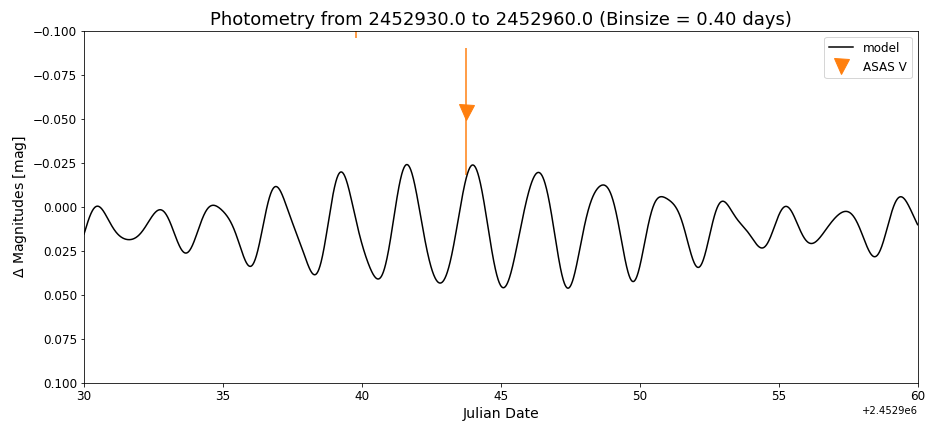 Photometry from 2452930.0 to 2452960.0 (Binsize = 0.40 days)
−0.100
−0.075
−0.050
−0.025
0.000
0.025
0.050
0.075
0.100
Δ Magnitudes [mag]
model
ASAS V
30
35
40
45
50
55
60
+2.4529e6
Julian Date